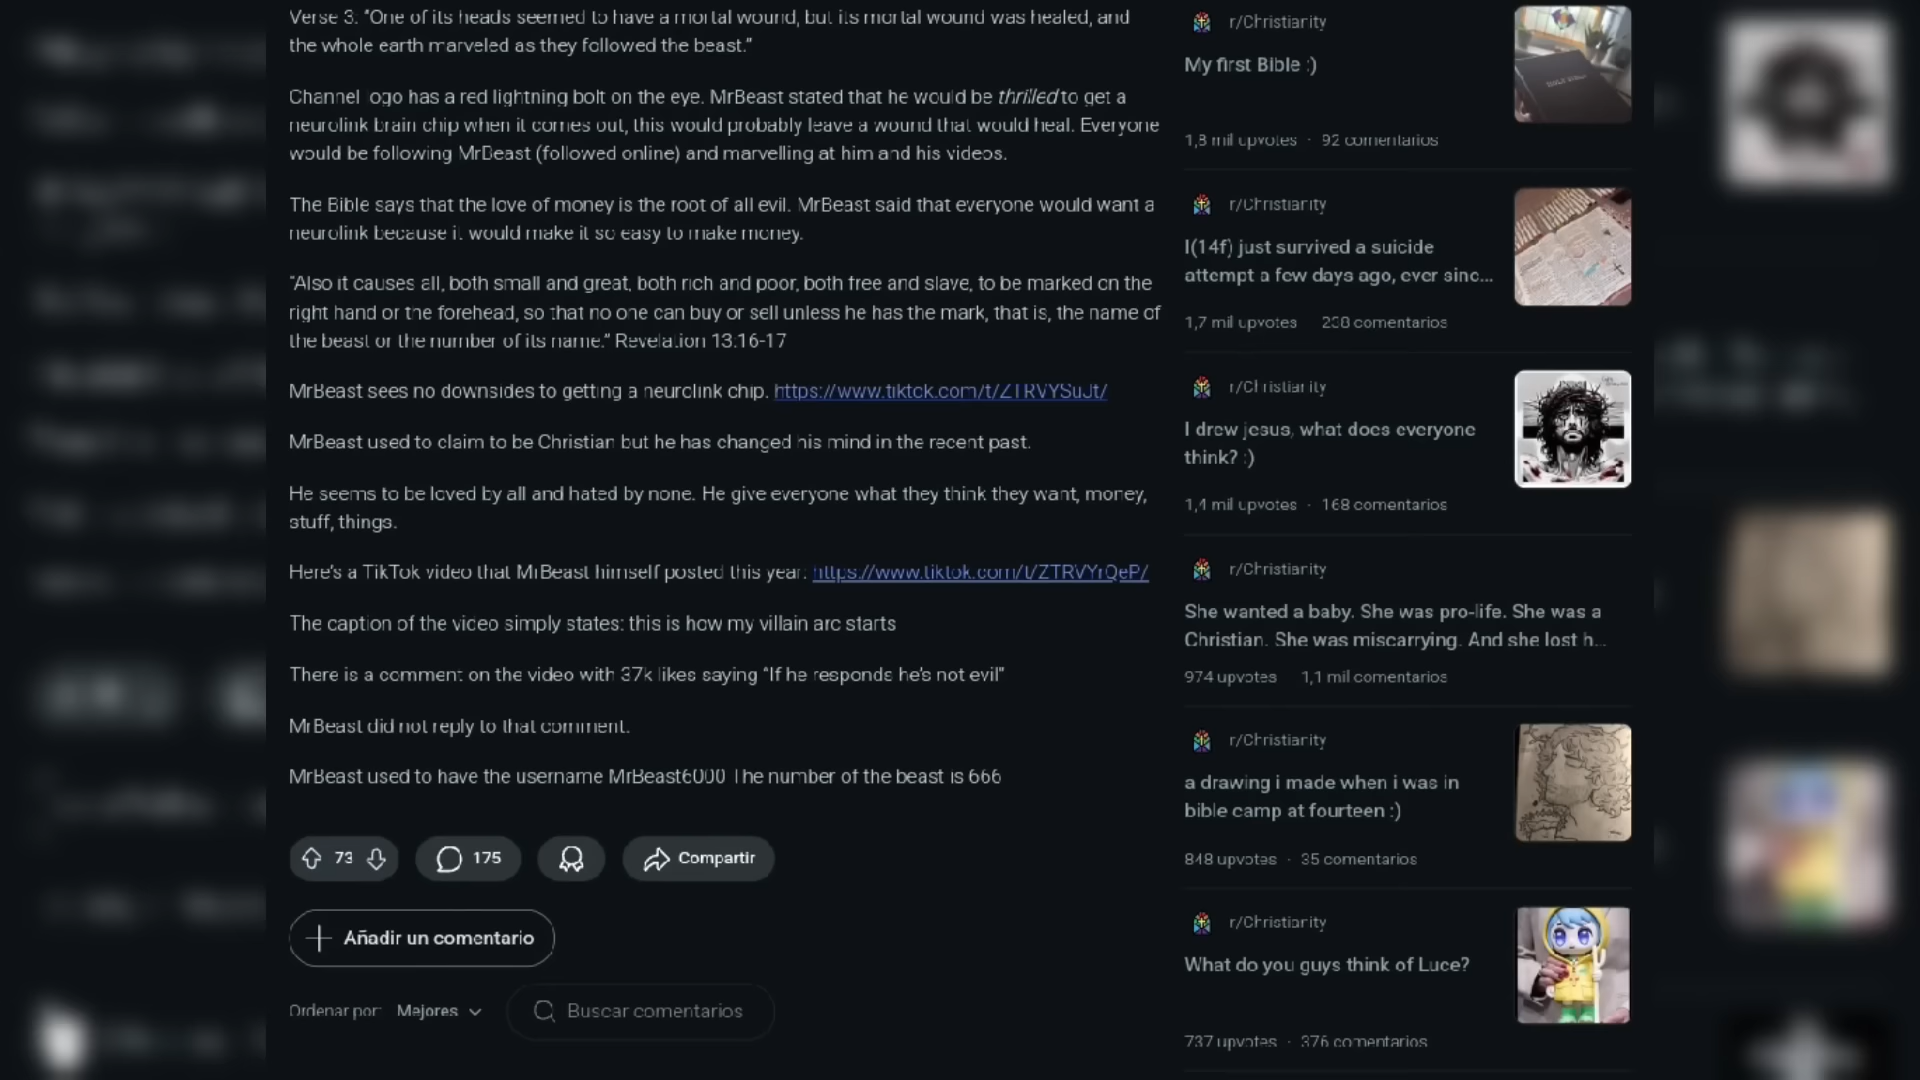 Verse 3: “One of its heads seemed to have a mortal wound, but its mortal wound was healed, and
the whole earth marveled as they followed the beast.”
Channel logo has a red lightning bolt on the eye. MrBeast stated that he would be thrilled to get a
neurolink brain chip when it comes out, this would probably leave a wound that would heal. Everyone
would be following MrBeast (followed online) and marvelling at him and his videos.
The Bible says that the love of money is the root of all evil. MrBeast said that everyone would want a
neurolink because it would make it so easy to make money.
“Also it causes all, both small and great, both rich and poor, both free and slave, to be marked on the
right hand or the forehead, so that no one can buy or sell unless he has the mark, that is, the name of
the beast or the number of its name.” Revelation 13:16-17
MrBeast sees no downsides to getting a neurolink chip. https://www.tiktok.com/t/ZTRVYSuJt/
MrBeast used to claim to be Christian but he has changed his mind in the recent past.
He seems to be loved by all and hated by none. He give everyone what they think they want, money,
stuff, things.
Here’s a TikTok video that MrBeast himself posted this year: https://www.tiktok.com/t/ZTRVYrQeP/
The caption of the video simply states: this is how my villain arc starts
There is a comment on the video with 37k likes saying “If he responds he’s not evil”
MrBeast did not reply to that comment.
MrBeast used to have the username MrBeast6000 The number of the beast is 666
73
175
Compartir
Añadir un comentario
Ordenar por: Mejores
Buscar comentarios
r/Christianity
My first Bible :)
1,8 mil upvotes · 92 comentarios
r/Christianity
I(14f) just survived a suicide
attempt a few days ago, ever sinc...
1,7 mil upvotes · 238 comentarios
r/Christianity
I drew jesus, what does everyone
think? :)
1,4 mil upvotes · 168 comentarios
r/Christianity
She wanted a baby. She was pro-life. She was a
Christian. She was miscarrying. And she lost h...
974 upvotes · 1,1 mil comentarios
r/Christianity
a drawing i made when i was in
bible camp at fourteen :)
848 upvotes · 35 comentarios
r/Christianity
What do you guys think of Luce?
737 upvotes · 376 comentarios